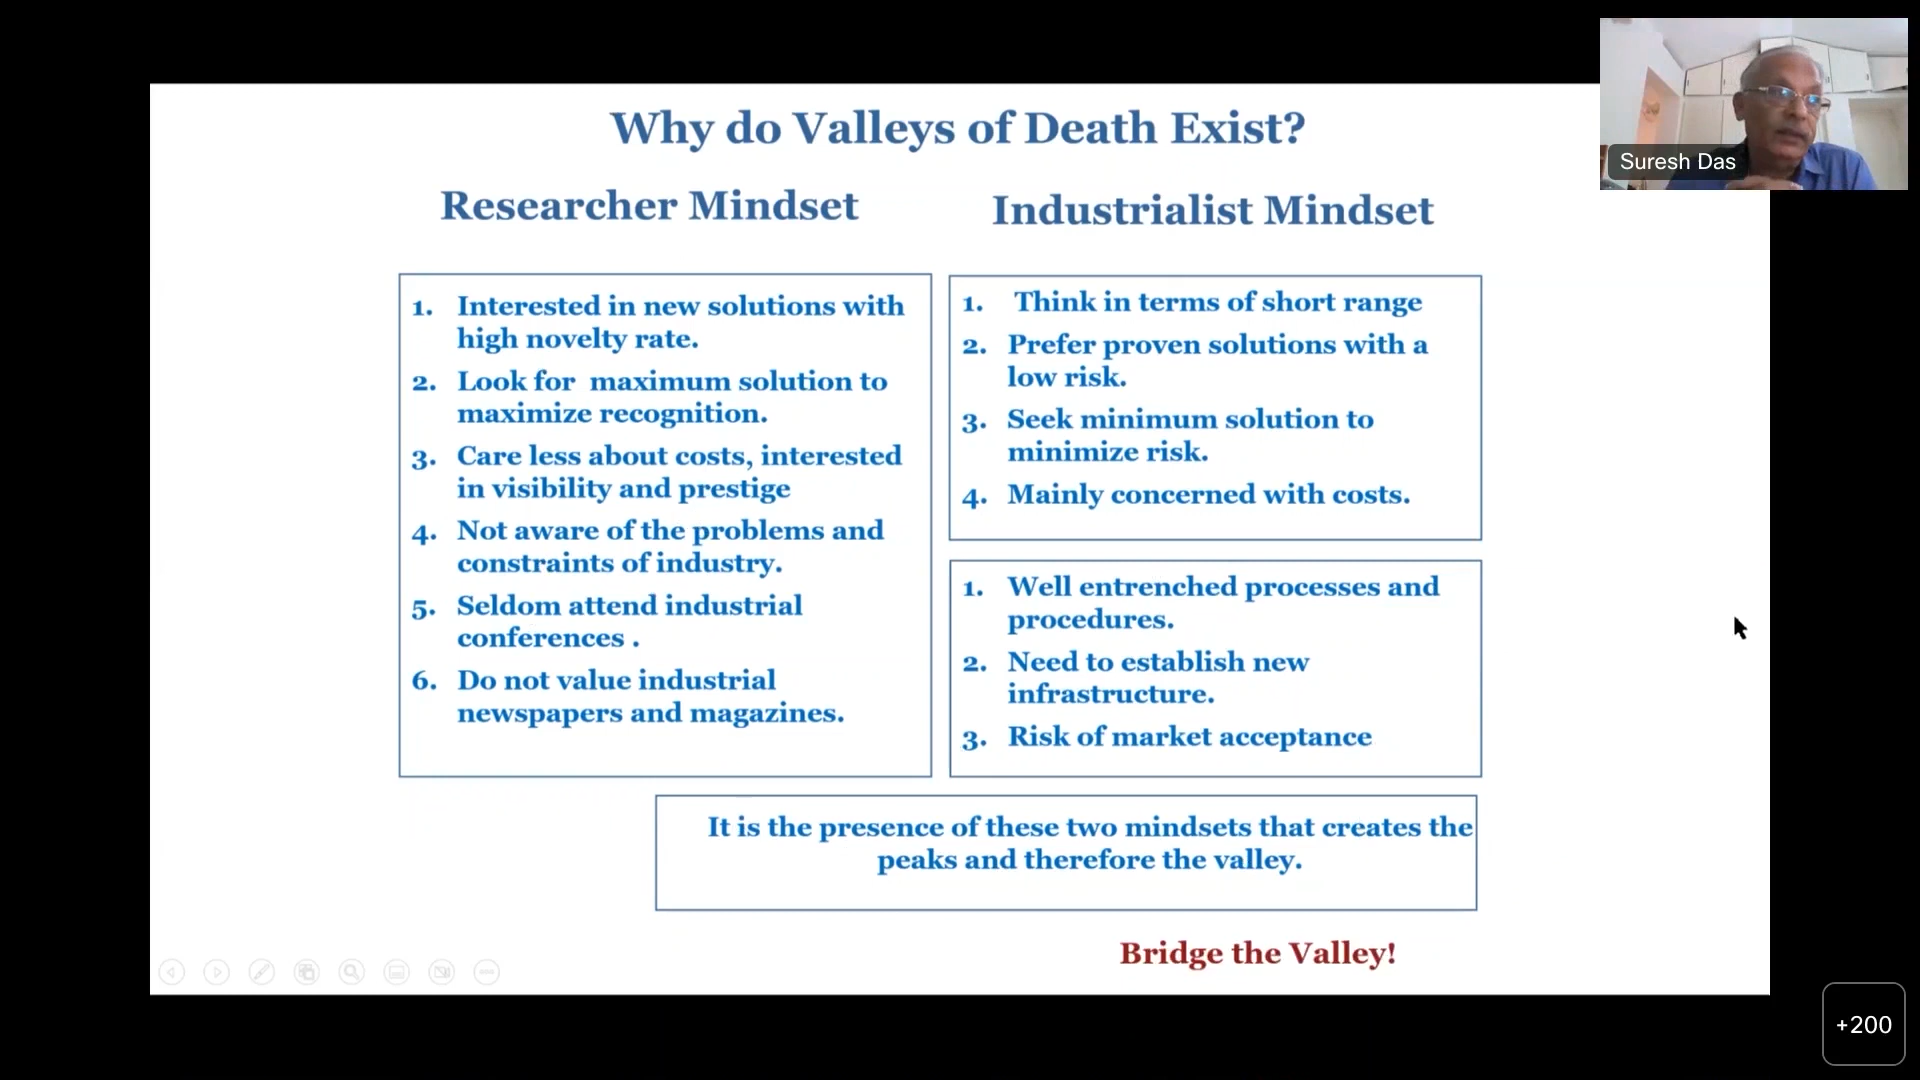 Why do Valleys of Death Exist?
Suresh Das
Researcher Mindset
1. Interested in new solutions with
high novelty rate.
2. Look for maximum solution to
maximize recognition.
3. Care less about costs, interested
in visibility and prestige
4. Not aware of the problems and
constraints of industry.
5. Seldom attend industrial
conferences .
6. Do not value industrial
newspapers and magazines.
Industrialist Mindset
1. Think in terms of short range
2. Prefer proven solutions with a
low risk.
3. Seek minimum solution to
minimize risk.
4. Mainly concerned with costs.
1. Well entrenched processes and
procedures.
2. Need to establish new
infrastructure.
3. Risk of market acceptance
It is the presence of these two mindsets that creates the
peaks and therefore the valley.
Bridge the Valley!
+200